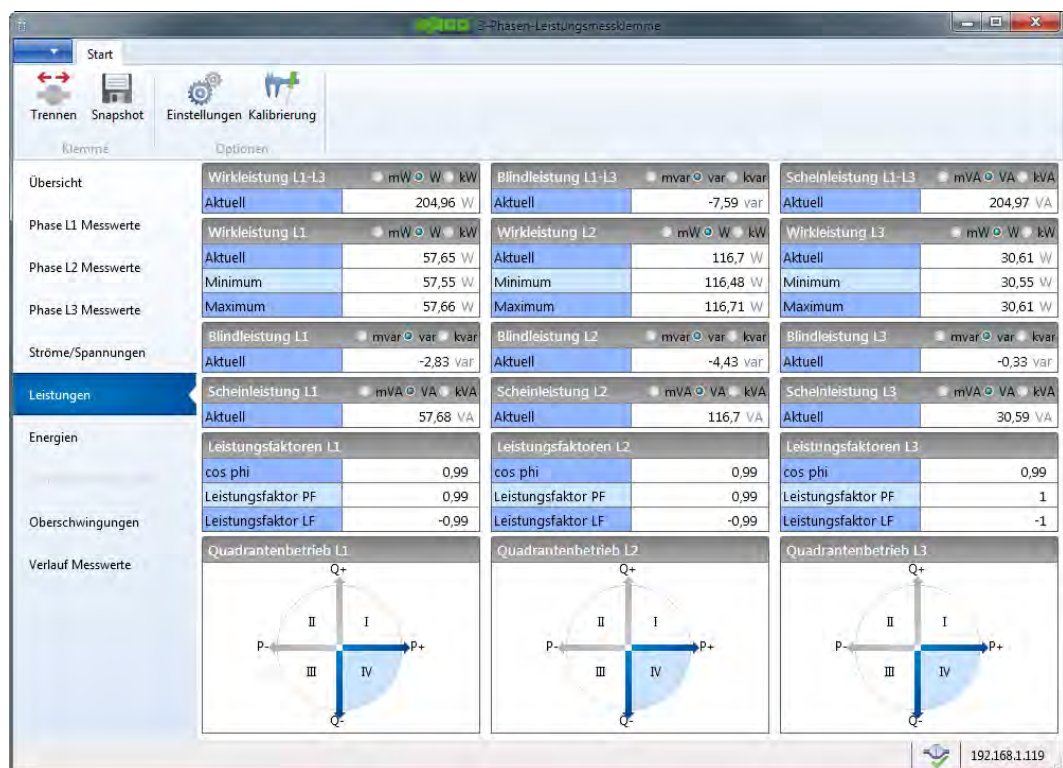 3-Phasen-Leistungsmessklemme
Start
Trennen Snapshot Einstellungen Kalibrierung
Klemme Optionen
Übersicht
Phase L1 Messwerte
Phase L2 Messwerte
Phase L3 Messwerte
Ströme/Spannungen
Leistungen
Energien
Oberschwingungen
Verlauf Messwerte
Wirkleistung L1-L3 mW W kW
Aktuell 204,96 W
Blindleistung L1-L3 mvar var kvar
Aktuell -7,59 var
Scheinleistung L1-L3 mVA VA kVA
Aktuell 204,97 VA
Wirkleistung L1 mW W kW
Aktuell 57,65 W
Minimum 57,55 W
Maximum 57,66 W
Wirkleistung L2 mW W kW
Aktuell 116,7 W
Minimum 116,48 W
Maximum 116,71 W
Wirkleistung L3 mW W kW
Aktuell 30,61 W
Minimum 30,55 W
Maximum 30,61 W
Blindleistung L1 mvar var kvar
Aktuell -2,83 var
Blindleistung L2 mvar var kvar
Aktuell -4,43 var
Blindleistung L3 mvar var kvar
Aktuell -0,33 var
Scheinleistung L1 mVA VA kVA
Aktuell 57,68 VA
Scheinleistung L2 mVA VA kVA
Aktuell 116,7 VA
Scheinleistung L3 mVA VA kVA
Aktuell 30,59 VA
Leistungsfaktoren L1
cos phi 0,99
Leistungsfaktor PF 0,99
Leistungsfaktor LF -0,99
Leistungsfaktoren L2
cos phi 0,99
Leistungsfaktor PF 0,99
Leistungsfaktor LF -0,99
Leistungsfaktoren L3
cos phi 0,99
Leistungsfaktor PF 1
Leistungsfaktor LF -1
Quadrantenbetrieb L1
Q+
II I
P- P+
III IV
Q-
Quadrantenbetrieb L2
Q+
II I
P- P+
III IV
Q-
Quadrantenbetrieb L3
Q+
II I
P- P+
III IV
Q-
192.168.1.119